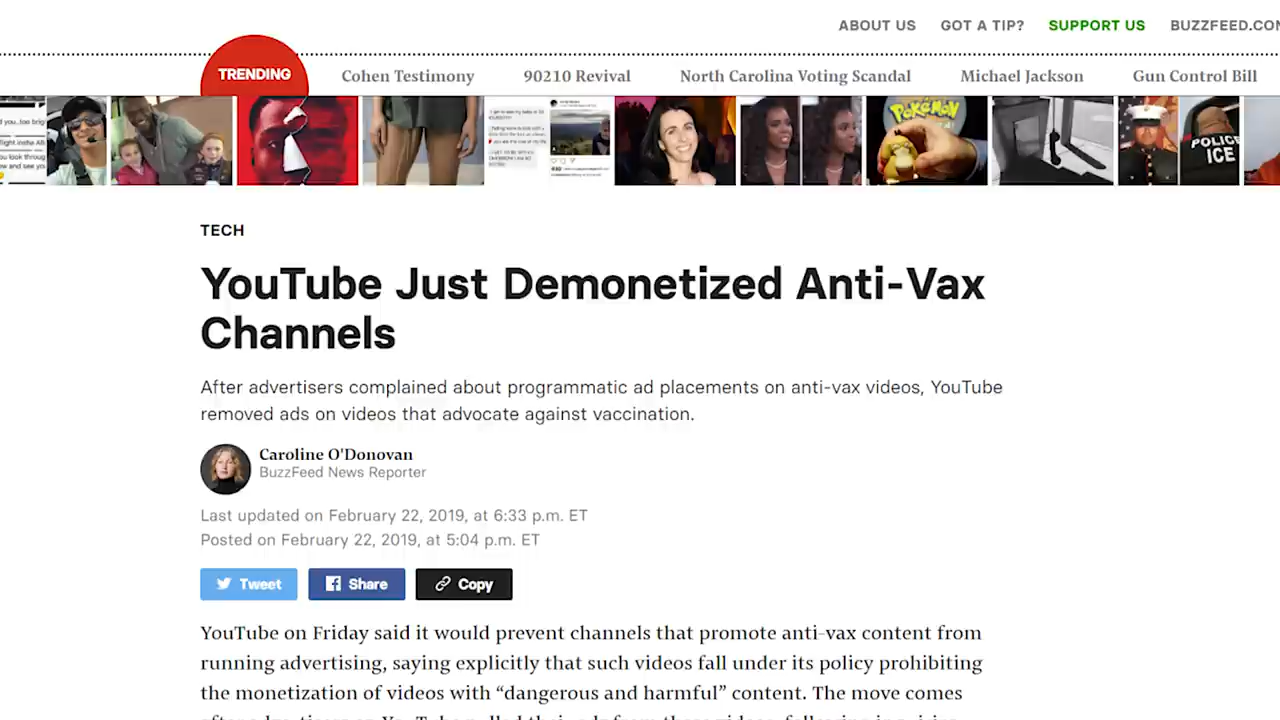 ABOUT US GOT A TIP? SUPPORT US BUZZFEED.CO
TRENDING Cohen Testimony 90210 Revival North Carolina Voting Scandal Michael Jackson Gun Control Bill
Pokémon
POLICE
ICE
TECH
YouTube Just Demonetized Anti-Vax
Channels
After advertisers complained about programmatic ad placements on anti-vax videos, YouTube
removed ads on videos that advocate against vaccination.
Caroline O'Donovan
BuzzFeed News Reporter
Last updated on February 22, 2019, at 6:33 p.m. ET
Posted on February 22, 2019, at 5:04 p.m. ET
Tweet Share Copy
YouTube on Friday said it would prevent channels that promote anti-vax content from
running advertising, saying explicitly that such videos fall under its policy prohibiting
the monetization of videos with “dangerous and harmful” content. The move comes